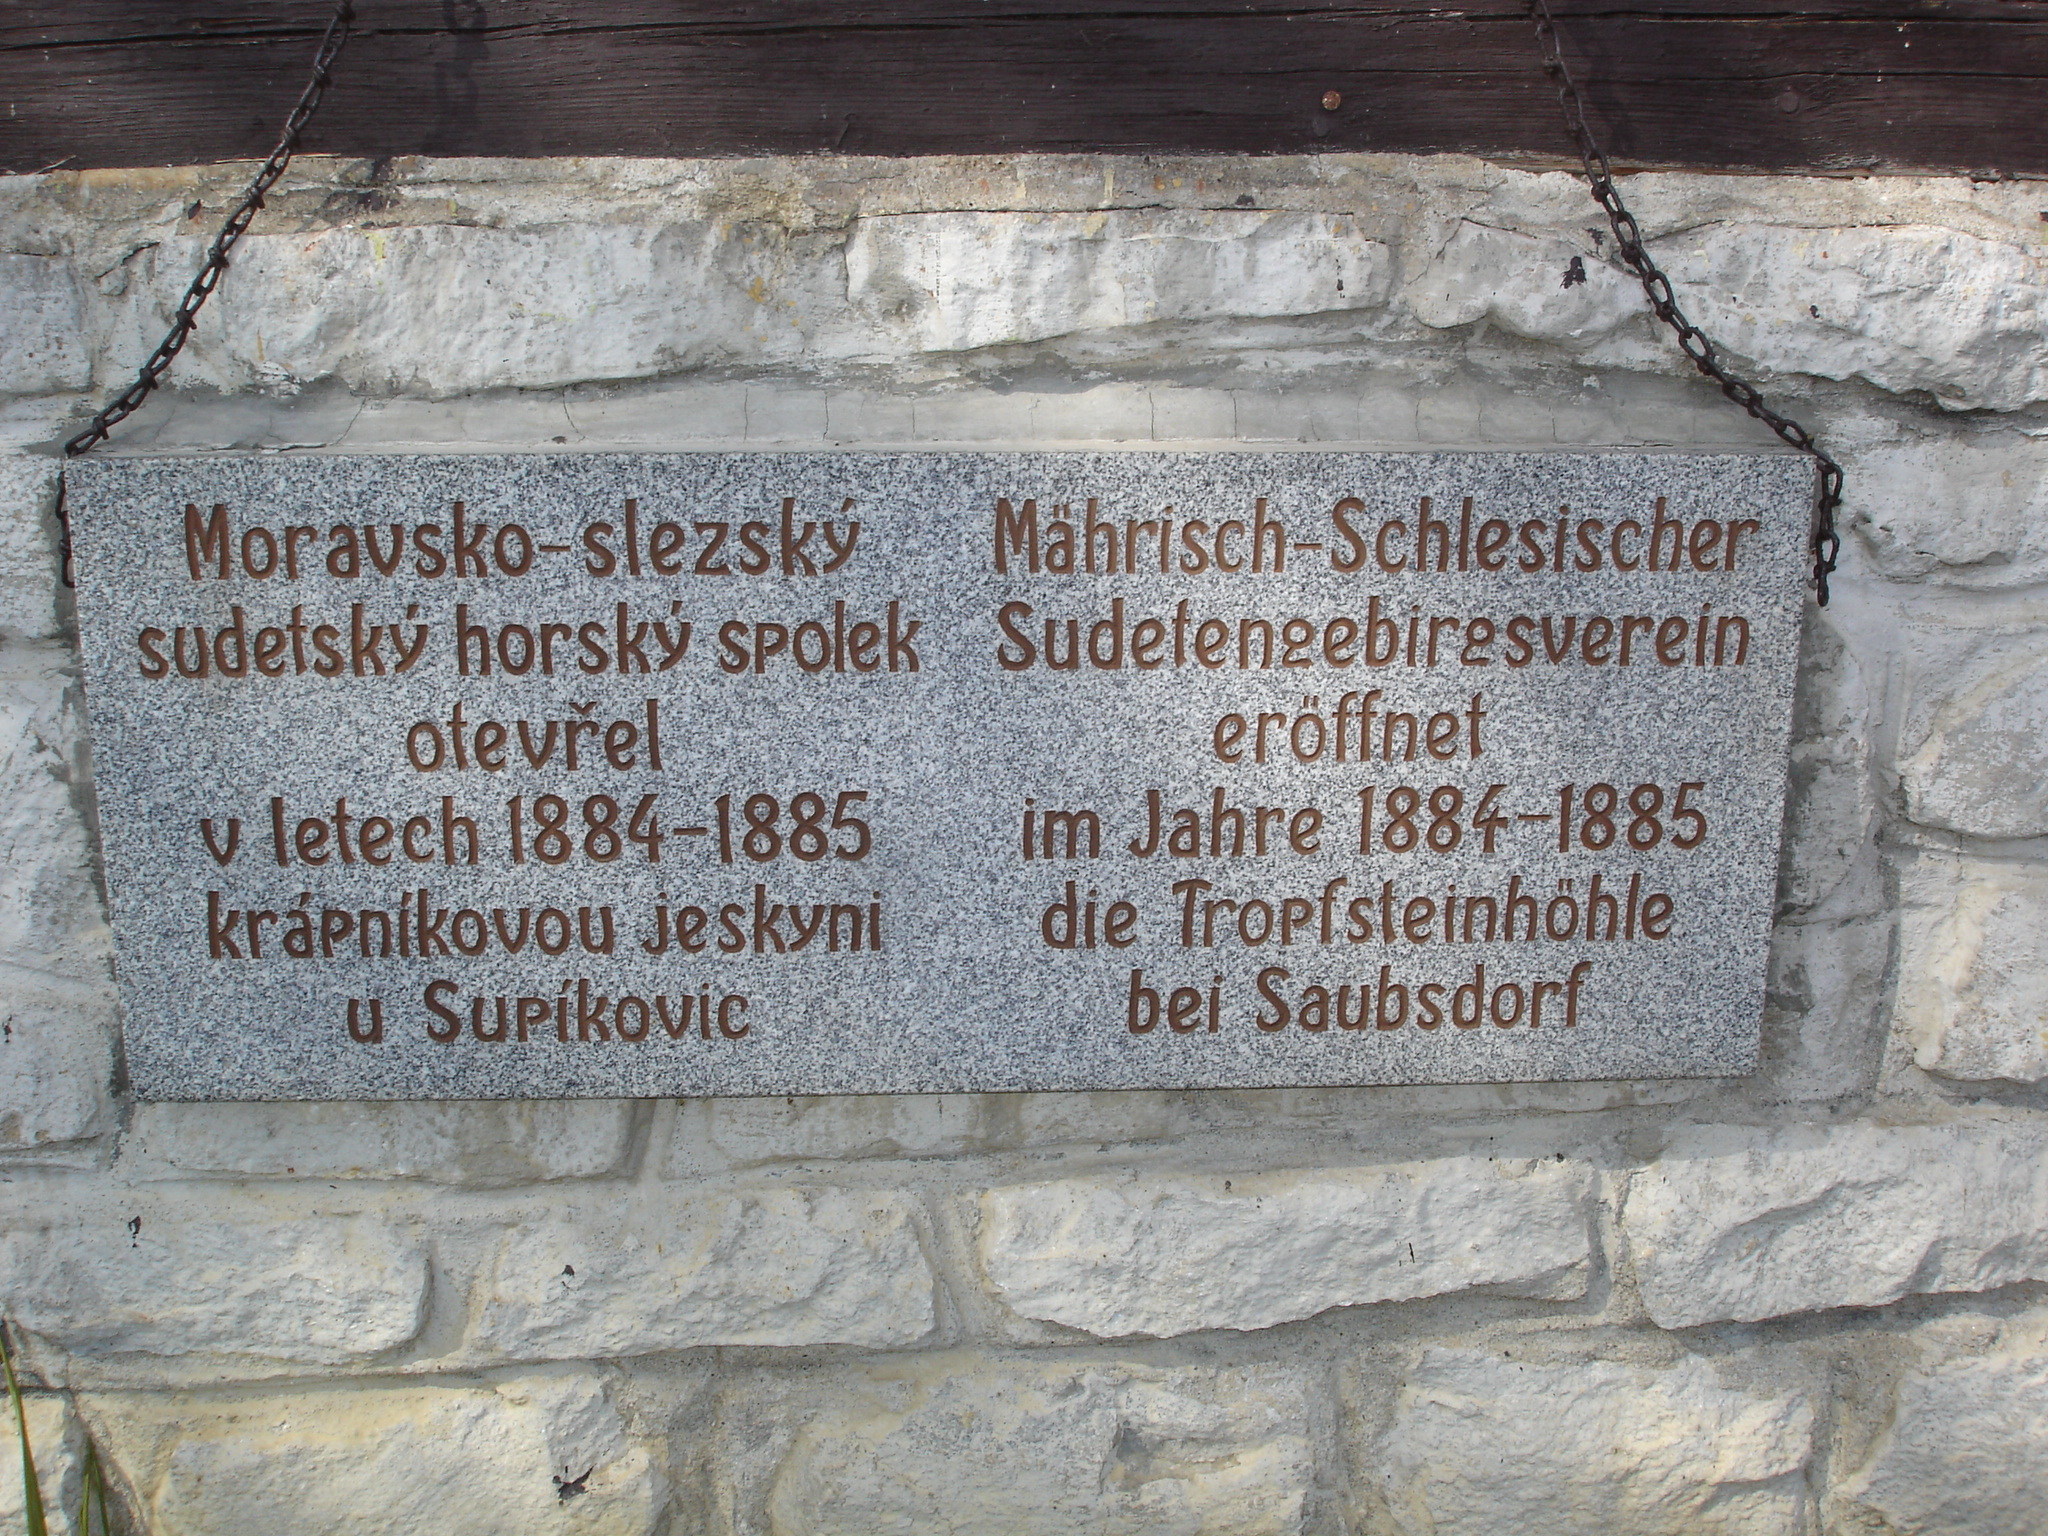 Moravsko-slezský
sudetský horský spolek
otevřel
v letech 1884-1885
krápníkovou jeskyni
u Supíkovic
Mährisch-Schlesischer
Sudetengebirgsverein
eröffnet
im Jahre 1884-1885
die Tropfsteinhöhle
bei Saubsdorf